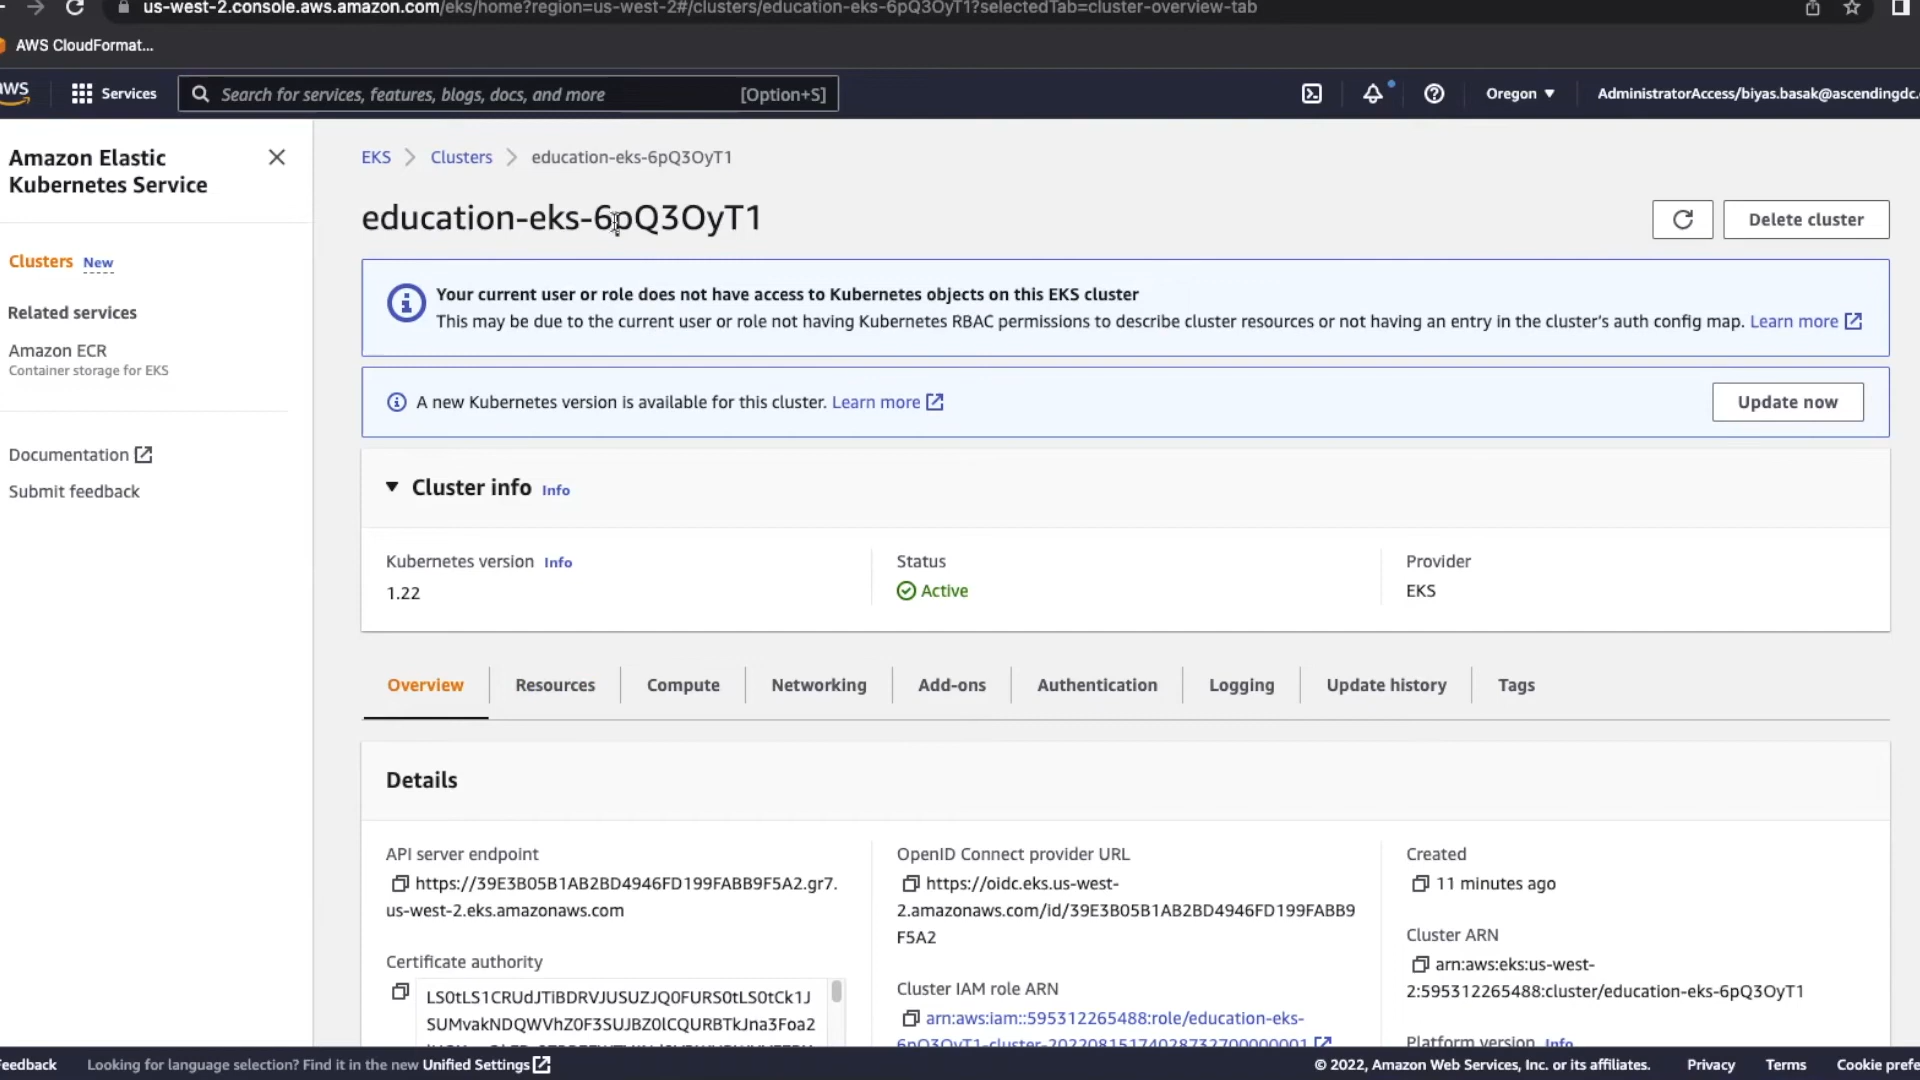 us-west-2.console.aws.amazon.com/eks/home?region=us-west-2#/clusters/education-eks-6pQ3OyT1?selectedTab=cluster-overview-tab
AWS CloudFormat...
aws
Services
Search for services, features, blogs, docs, and more
[Option+S]
Oregon ▼
AdministratorAccess/biyas.basak@ascendingdc.
Amazon Elastic
Kubernetes Service
Clusters New
Related services
Amazon ECR
Container storage for EKS
Documentation
Submit feedback
EKS > Clusters > education-eks-6pQ3OyT1
education-eks-6pQ3OyT1
Delete cluster
Your current user or role does not have access to Kubernetes objects on this EKS cluster
This may be due to the current user or role not having Kubernetes RBAC permissions to describe cluster resources or not having an entry in the cluster's auth config map. Learn more
A new Kubernetes version is available for this cluster. Learn more
Update now
▼ Cluster info Info
Kubernetes version Info
1.22
Status
Active
Provider
EKS
Overview
Resources
Compute
Networking
Add-ons
Authentication
Logging
Update history
Tags
Details
API server endpoint
https://39E3B05B1AB2BD4946FD199FABB9F5A2.gr7.
us-west-2.eks.amazonaws.com
Certificate authority
LS0tLS1CRUdJTiBDRVJUSUZJQ0FURS0tLS0tCk1J
SUMvakNDQWVhZ0F3SUJBZ0lCQURBTkJna3Foa2
OpenID Connect provider URL
https://oidc.eks.us-west-
2.amazonaws.com/id/39E3B05B1AB2BD4946FD199FABB9
F5A2
Cluster IAM role ARN
arn:aws:iam::595312265488:role/education-eks-
6pQ3OyT1-cluster-20220815174028732700000001
Created
11 minutes ago
Cluster ARN
arn:aws:eks:us-west-
2:595312265488:cluster/education-eks-6pQ3OyT1
Platform version Info
Feedback
Looking for language selection? Find it in the new Unified Settings
© 2022, Amazon Web Services, Inc. or its affiliates.
Privacy
Terms
Cookie prefe